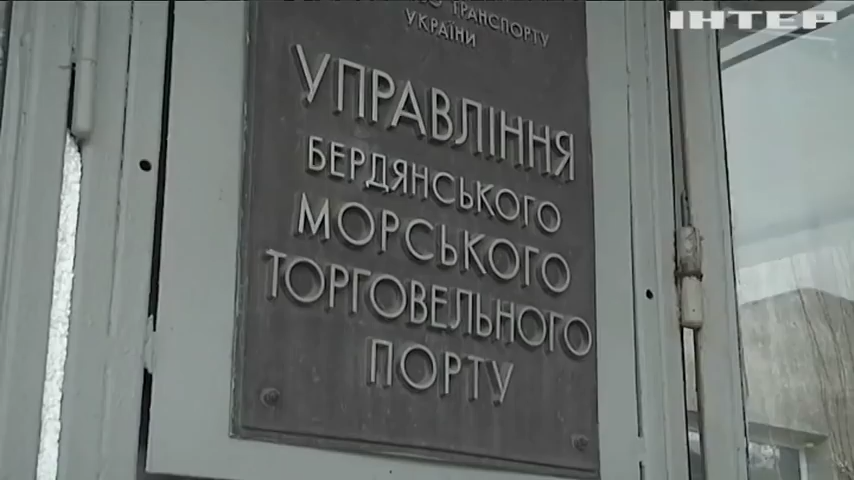 ІНТЕР
ТРАНСПОРТУ
УКРАЇНИ
УПРАВЛІННЯ
БЕРДЯНСЬКОГО
МОРСЬКОГО
ТОРГОВЕЛЬНОГО
ПОРТУ